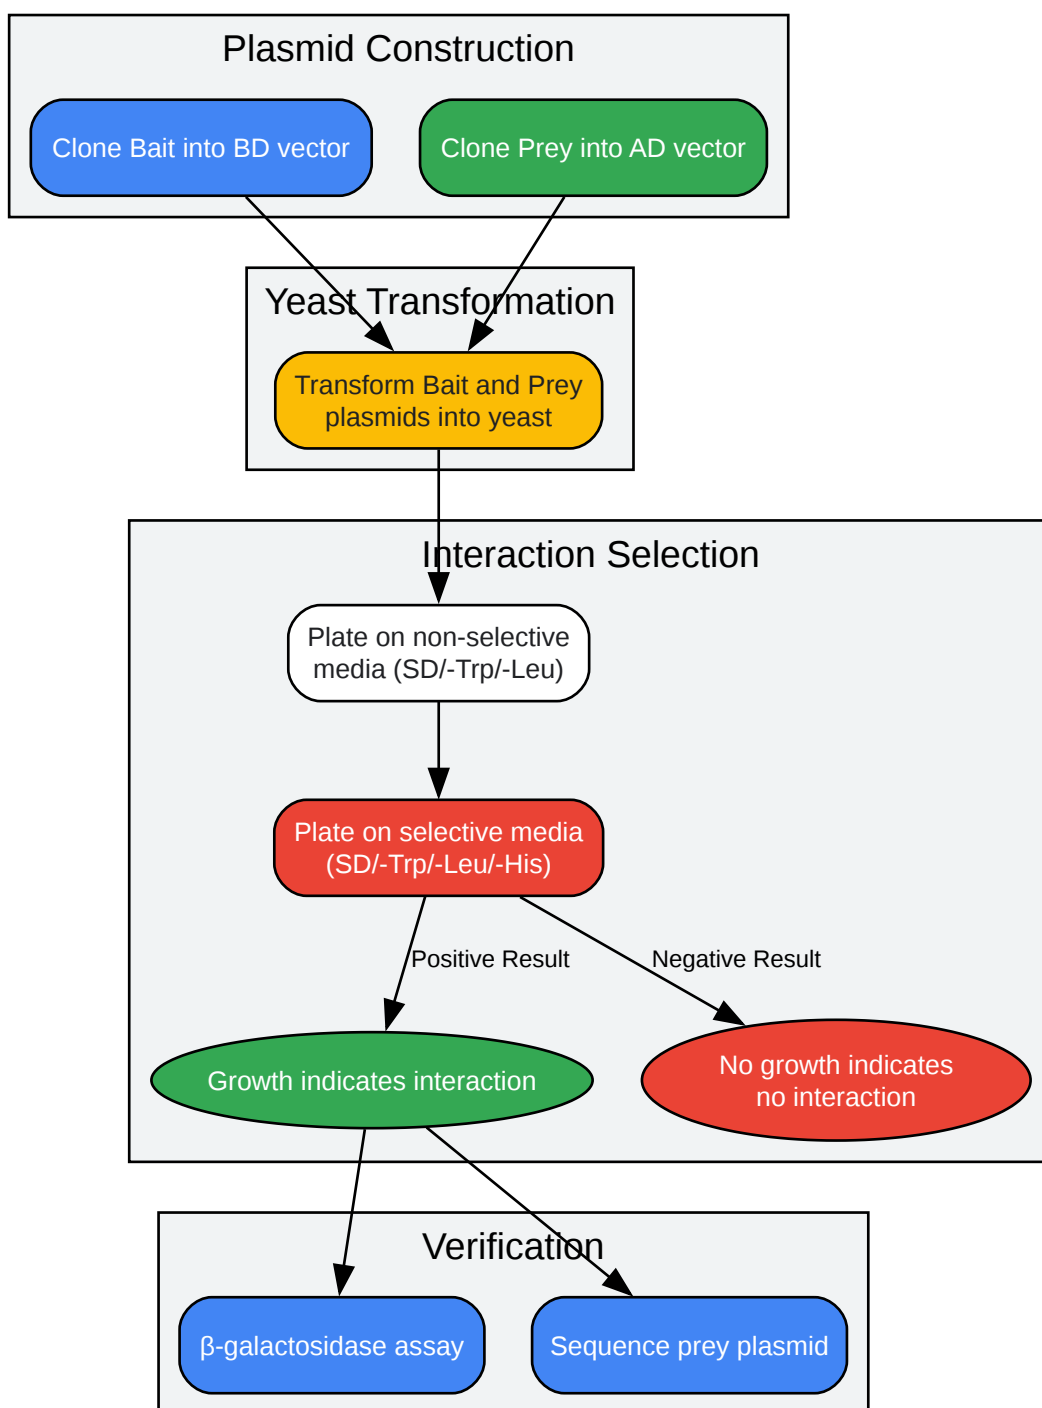 Plasmid Construction
Clone Bait into BD vector
Clone Prey into AD vector
Yeast Transformation
Transform Bait and Prey
plasmids into yeast
Interaction Selection
Plate on non-selective
media (SD/-Trp/-Leu)
Plate on selective media
(SD/-Trp/-Leu/-His)
Positive Result
Negative Result
Growth indicates interaction
No growth indicates
no interaction
Verification
β-galactosidase assay
Sequence prey plasmid